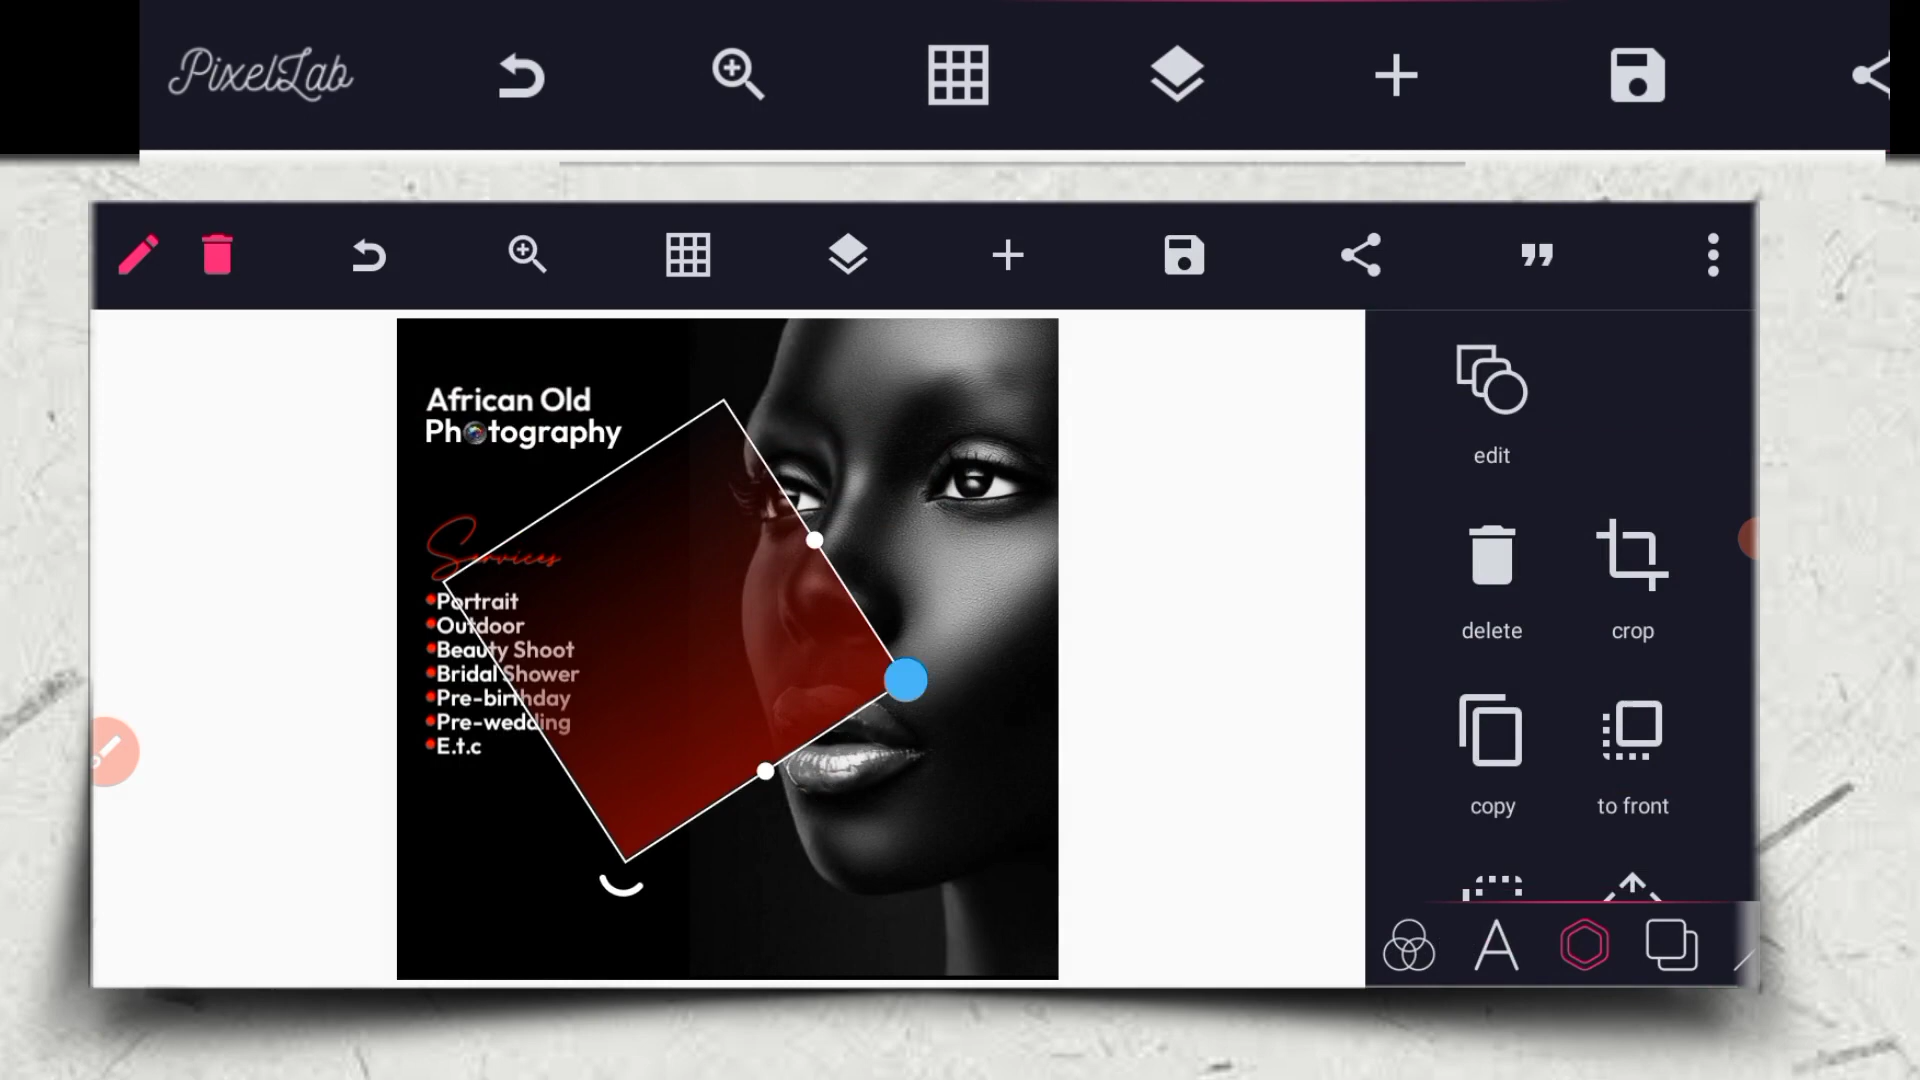 PixelLab
African Old
Photography
Services
•Portrait
•Outdoor
•Beauty Shoot
•Bridal Shower
•Pre-birthday
•Pre-wedding
•E.t.c
edit
delete
crop
copy
to front